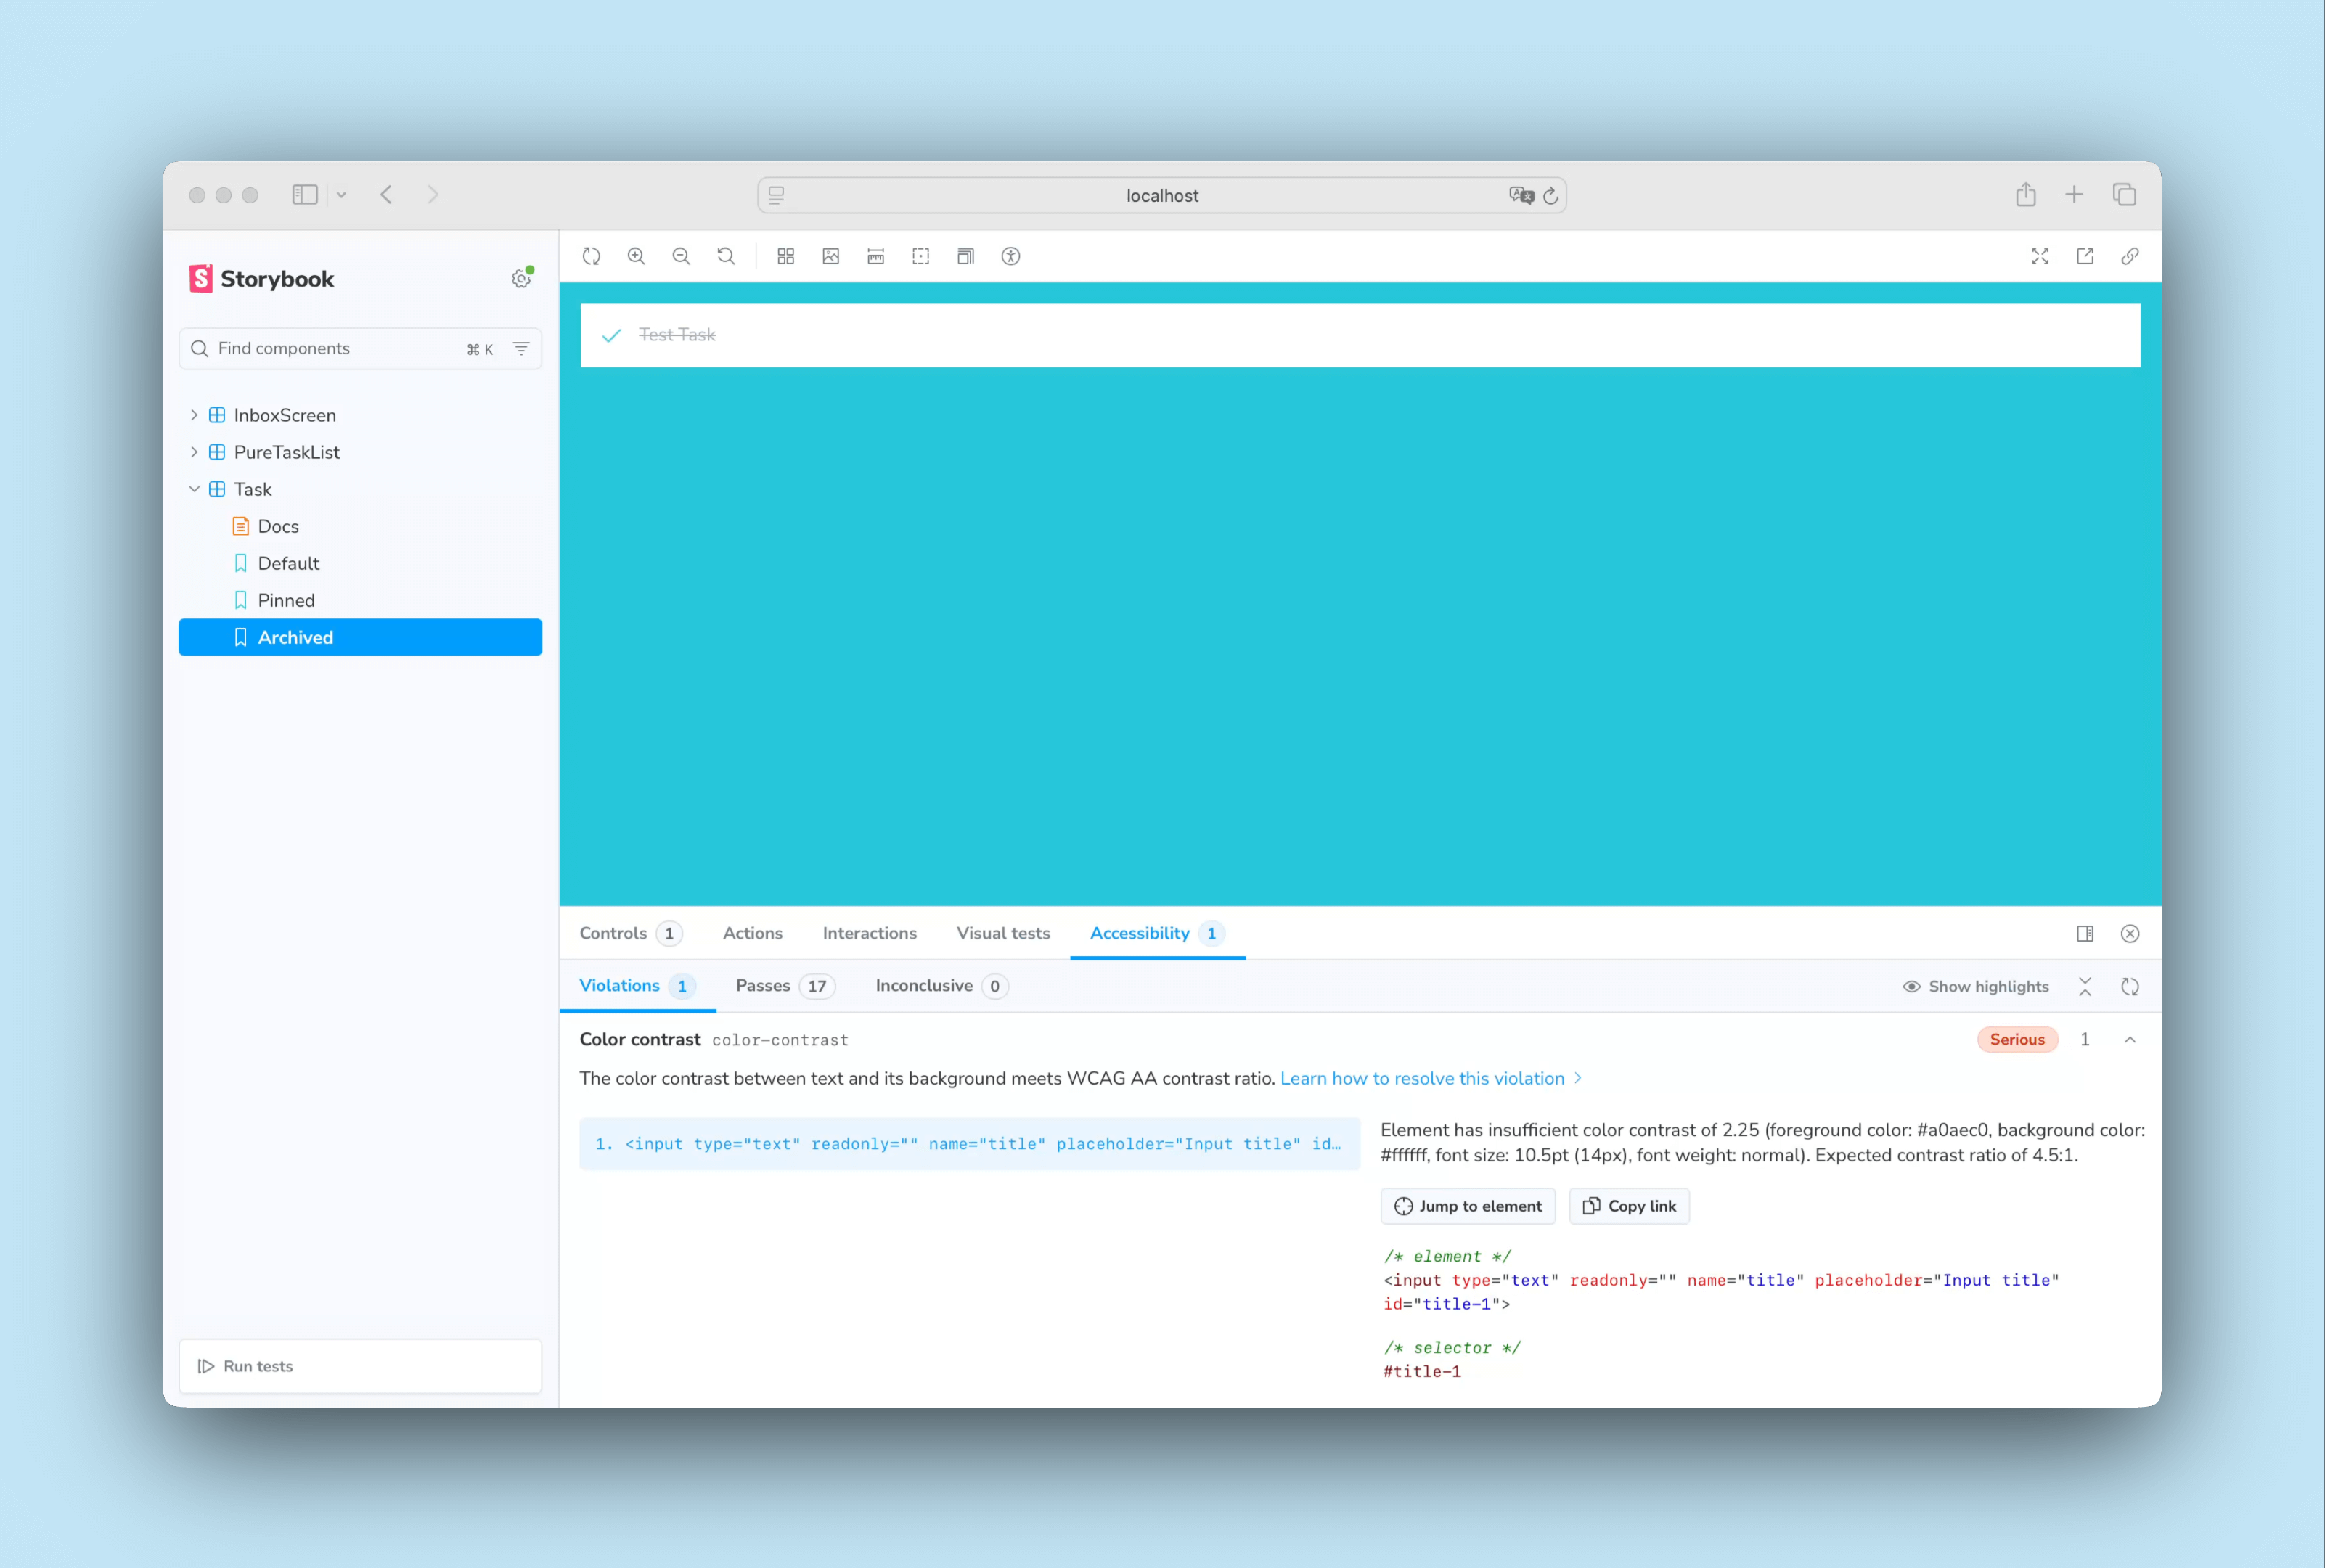 localhost
Storybook
Find components
⌘ K
InboxScreen
PureTaskList
Task
Docs
Default
Pinned
Archived
Run tests
Test Task
Controls 1 Actions Interactions Visual tests Accessibility 1
Violations 1 Passes 17 Inconclusive 0 Show highlights
Color contrast color-contrast Serious 1
The color contrast between text and its background meets WCAG AA contrast ratio. Learn how to resolve this violation
1. <input type="text" readonly="" name="title" placeholder="Input title" id…
Element has insufficient color contrast of 2.25 (foreground color: #a0aec0, background color:
#ffffff, font size: 10.5pt (14px), font weight: normal). Expected contrast ratio of 4.5:1.
Jump to element Copy link
/* element */
<input type="text" readonly="" name="title" placeholder="Input title"
id="title-1">
/* selector */
#title-1